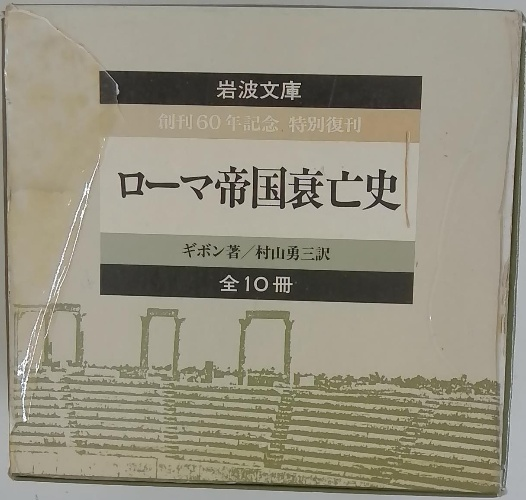 岩波文庫
創刊60年記念 特別復刊
ローマ帝国衰亡史
ギボン著/村山勇三訳
全10冊